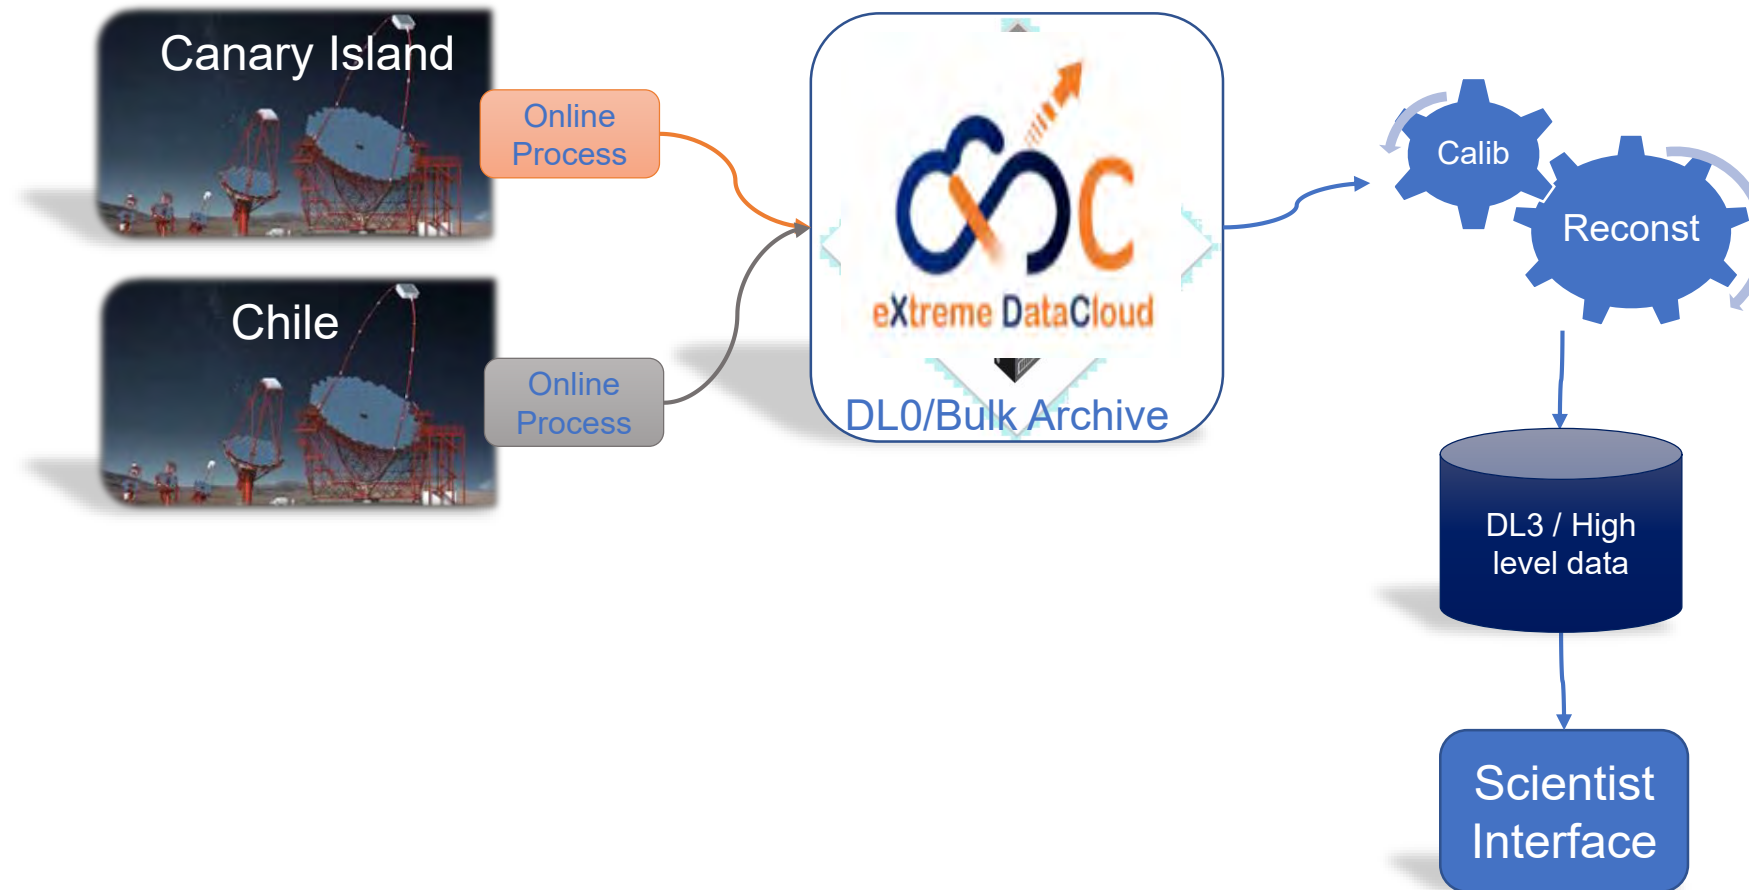 Canary Island
Online
Process
Chile
Online
Process
eXtreme DataCloud
DL0/Bulk Archive
Calib
Reconst
DL3 / High
level data
Scientist
Interface